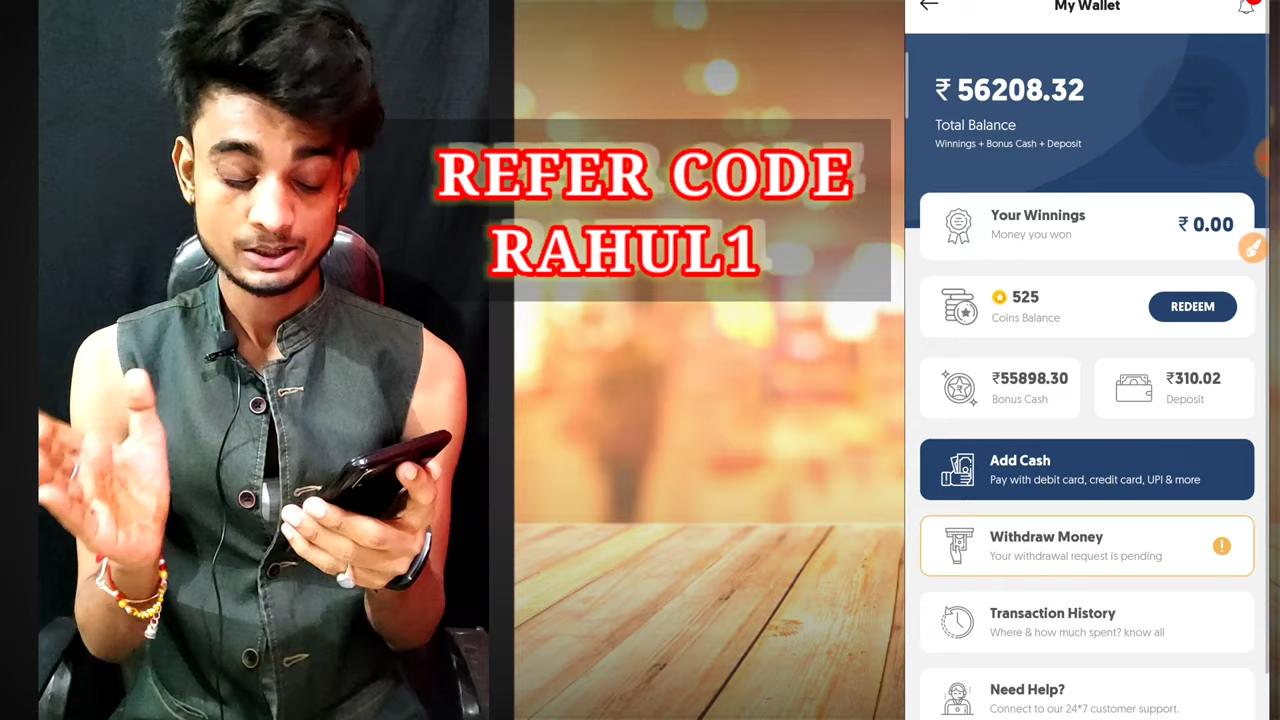 REFER CODE
RAHUL1
My Wallet
₹ 56208.32
Total Balance
Winnings + Bonus Cash + Deposit
Your Winnings
Money you won
₹ 0.00
525
Coins Balance
REDEEM
₹55898.30
Bonus Cash
₹310.02
Deposit
Add Cash
Pay with debit card, credit card, UPI & more
Withdraw Money
Your withdrawal request is pending
Transaction History
Where & how much spent? know all
Need Help?
Connect to our 24*7 customer support.